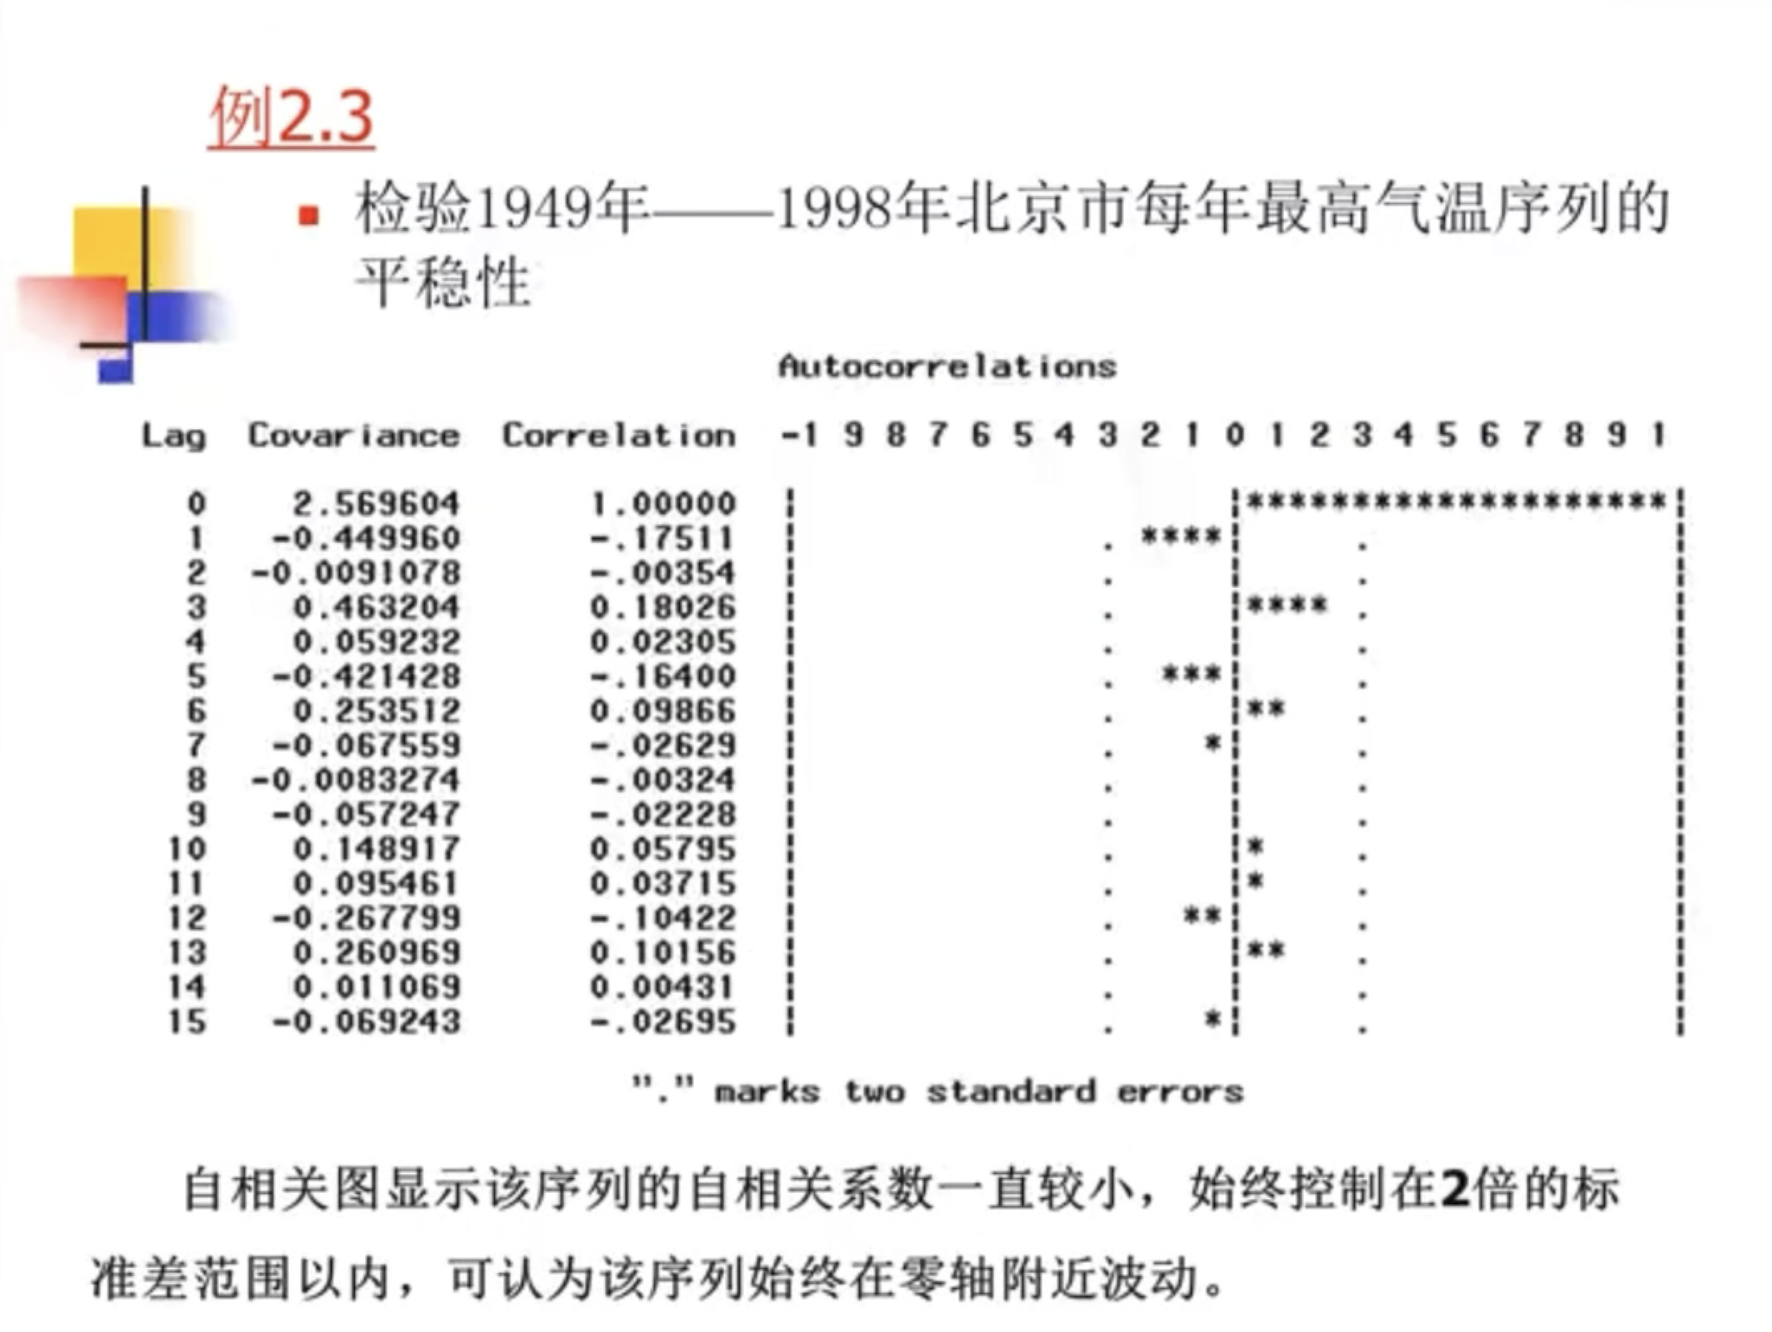 例2.3
检验1949年——1998年北京市每年最高气温序列的
平稳性
Autocorrelations
Lag Covariance Correlation -1 9 8 7 6 5 4 3 2 1 0 1 2 3 4 5 6 7 8 9 1
0 2.569604 1.00000 | |********************|
1 -0.449960 -.17511 | . ****| . |
2 -0.0091078 -.00354 | . | . |
3 0.463204 0.18026 | . |**** . |
4 0.059232 0.02305 | . | . |
5 -0.421428 -.16400 | . ***| . |
6 0.253512 0.09866 | . |** . |
7 -0.067559 -.02629 | . *| . |
8 -0.0083274 -.00324 | . | . |
9 -0.057247 -.02228 | . | . |
10 0.148917 0.05795 | . |* . |
11 0.095461 0.03715 | . |* . |
12 -0.267799 -.10422 | . **| . |
13 0.260969 0.10156 | . |** . |
14 0.011069 0.00431 | . | . |
15 -0.069243 -.02695 | . *| . |
"." marks two standard errors
自相关图显示该序列的自相关系数一直较小，始终控制在2倍的标
准差范围以内，可认为该序列始终在零轴附近波动。